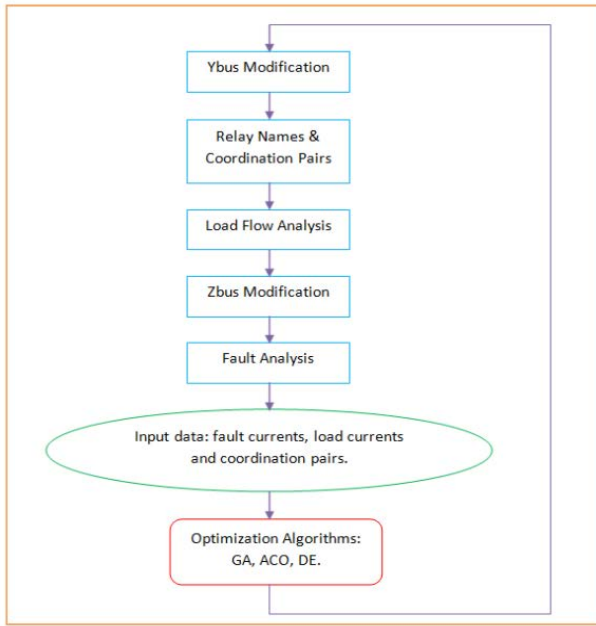 Ybus Modification
Relay Names &
Coordination Pairs
Load Flow Analysis
Zbus Modification
Fault Analysis
Input data: fault currents, load currents
and coordination pairs.
Optimization Algorithms:
GA, ACO, DE.